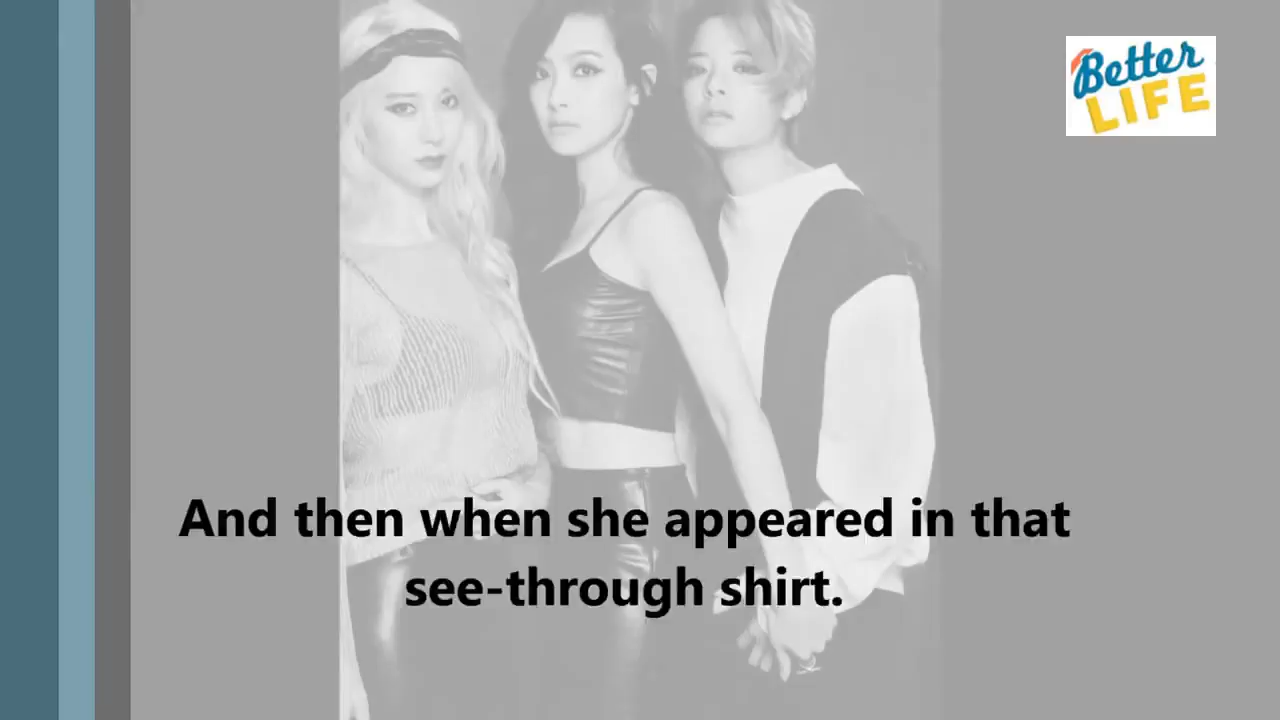 Better
LIFE
And then when she appeared in that
see-through shirt.